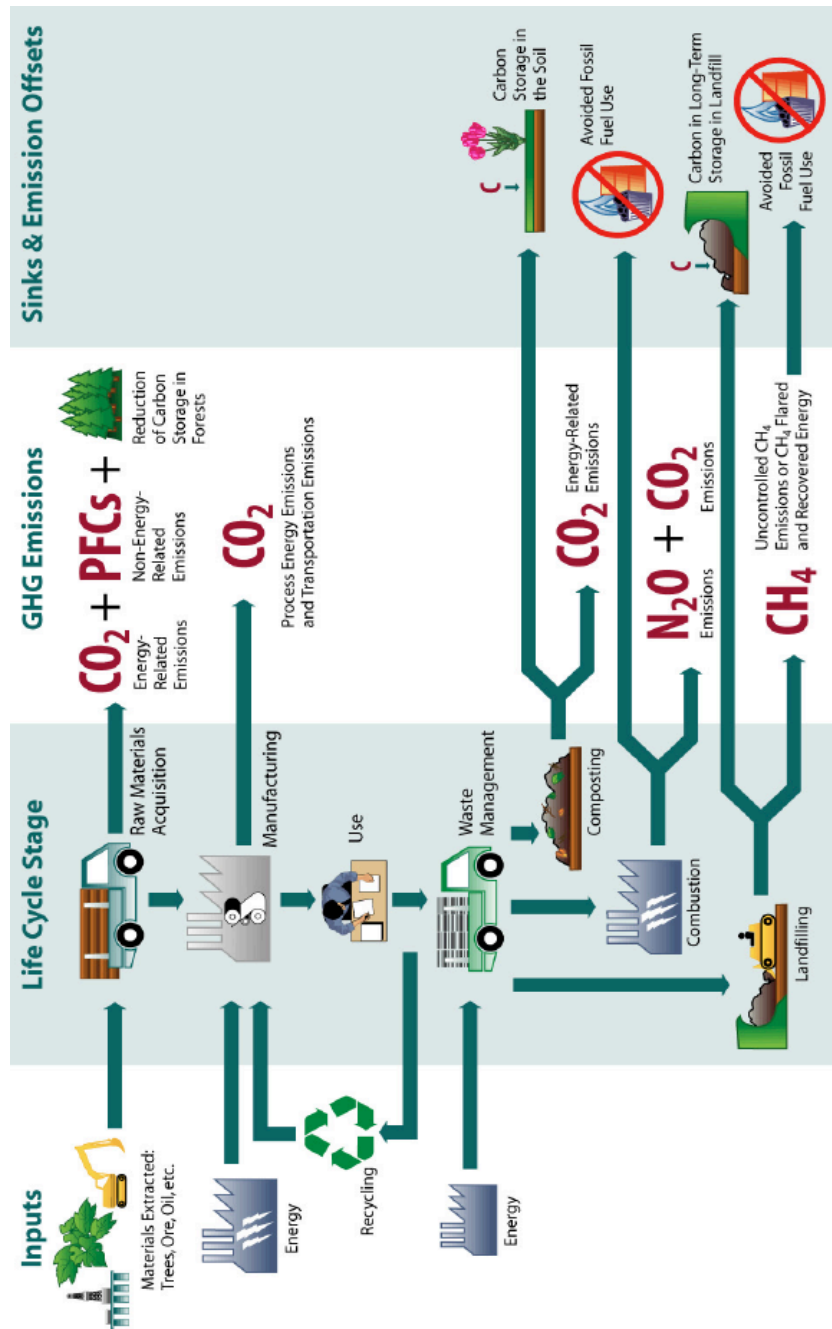 Inputs
Life Cycle Stage
GHG Emissions
Sinks & Emission Offsets
Materials Extracted:
Trees, Ore, Oil, etc.
Raw Materials
Acquisition
CO2 + PFCs +
Energy-
Related
Emissions
Non-Energy-
Related
Emissions
Reduction
of Carbon
Storage in
Forests
Energy
Manufacturing
CO2
Process Energy Emissions
and Transportation Emissions
Recycling
Use
Energy
Waste
Management
Composting
CO2
Energy-Related
Emissions
C
Carbon
Storage in
the Soil
Combustion
N2O + CO2
Emissions
Emissions
Avoided Fossil
Fuel Use
Landfilling
CH4
Uncontrolled CH4
Emissions or CH4 Flared
and Recovered Energy
C
Carbon in Long-Term
Storage in Landfill
Avoided
Fossil
Fuel Use